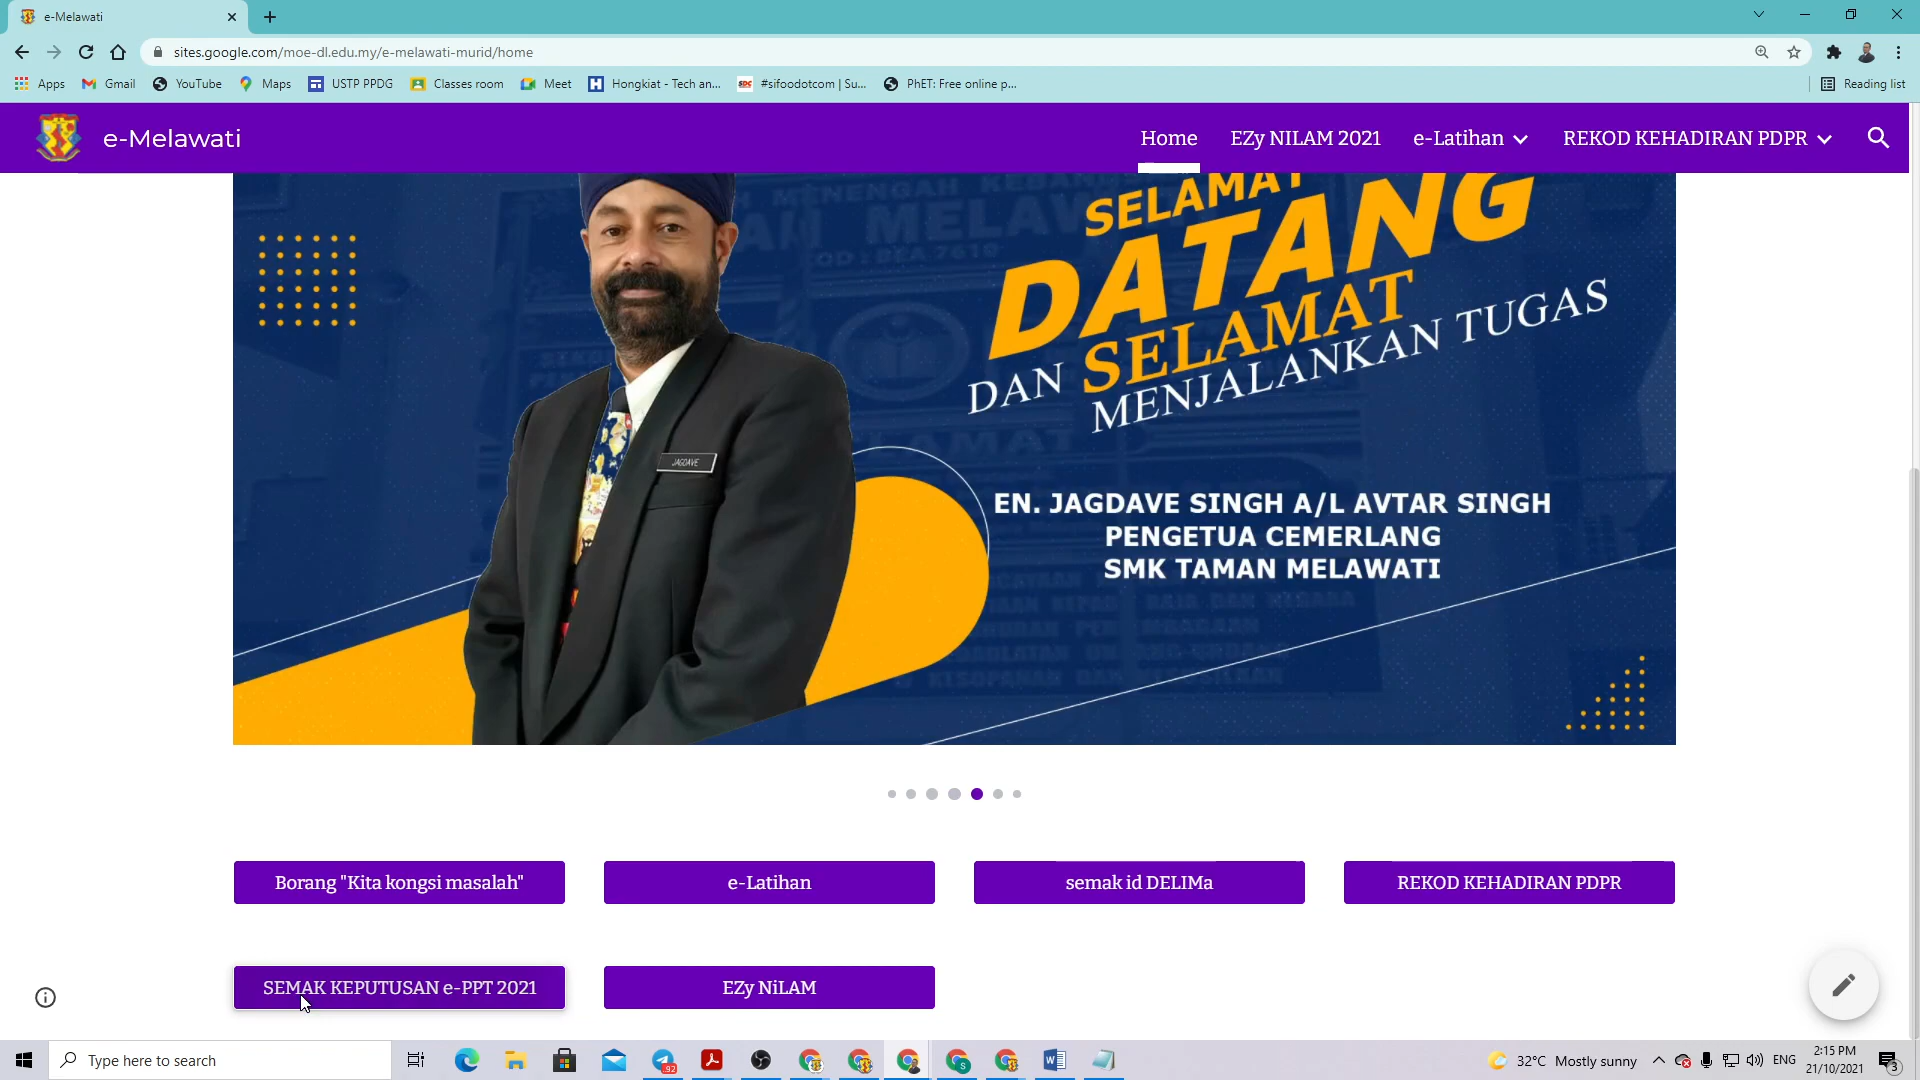 e-Melawati
sites.google.com/moe-dl.edu.my/e-melawati-murid/home
Apps
Gmail
YouTube
Maps
USTP PPDG
Classes room
Meet
Hongkiat - Tech an...
#sifoodotcom | Su...
PhET: Free online p...
Reading list
e-Melawati
Home
EZy NILAM 2021
e-Latihan
REKOD KEHADIRAN PDPR
SELAMAT
DATANG
DAN SELAMAT
MENJALANKAN TUGAS
JAGDAVE
EN. JAGDAVE SINGH A/L AVTAR SINGH
PENGETUA CEMERLANG
SMK TAMAN MELAWATI
Borang "Kita kongsi masalah"
e-Latihan
semak id DELIMa
REKOD KEHADIRAN PDPR
SEMAK KEPUTUSAN e-PPT 2021
EZy NiLAM
Type here to search
92
32°C Mostly sunny
ENG
2:15 PM
21/10/2021
3